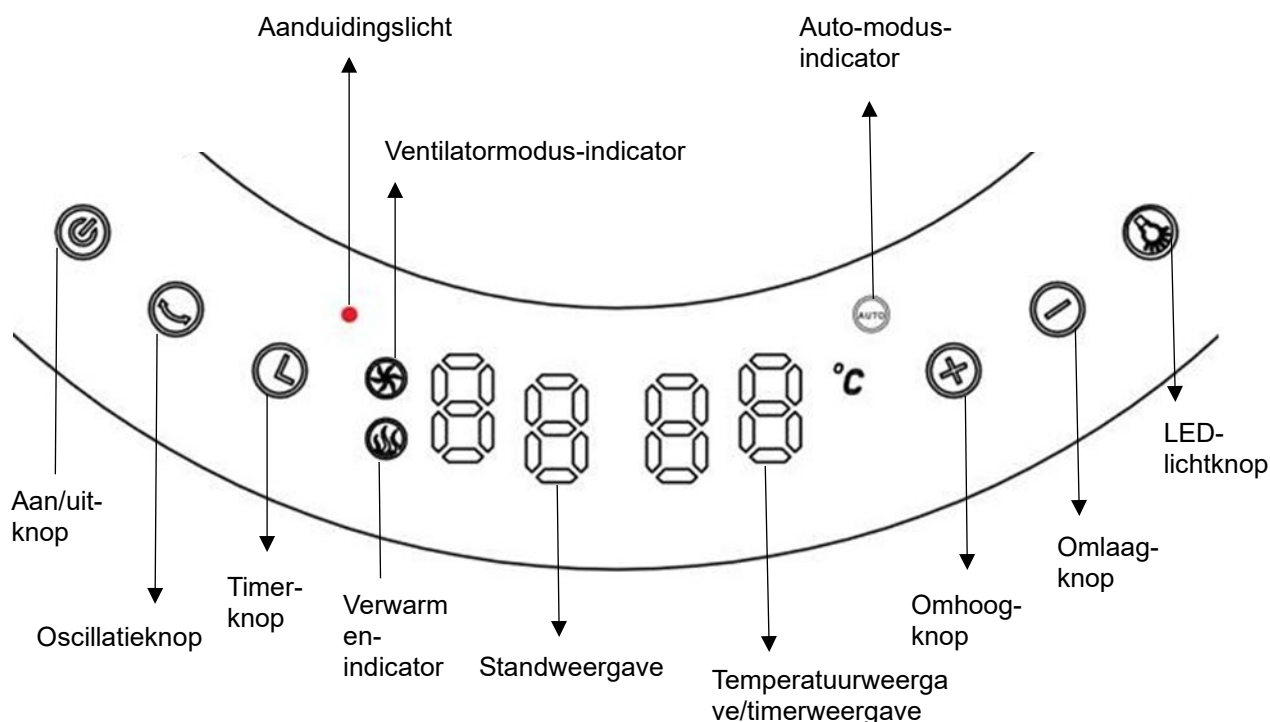 Aanduidingslicht
Auto-modus-
indicator
Ventilatormodus-indicator
AUTO
°C
LED-
lichtknop
Aan/uit-
knop
Omlaag-
knop
Timer-
knop
Verwarm
en-
indicator
Omhoog-
knop
Oscillatieknop
Standweergave
Temperatuurweerga
ve/timerweergave